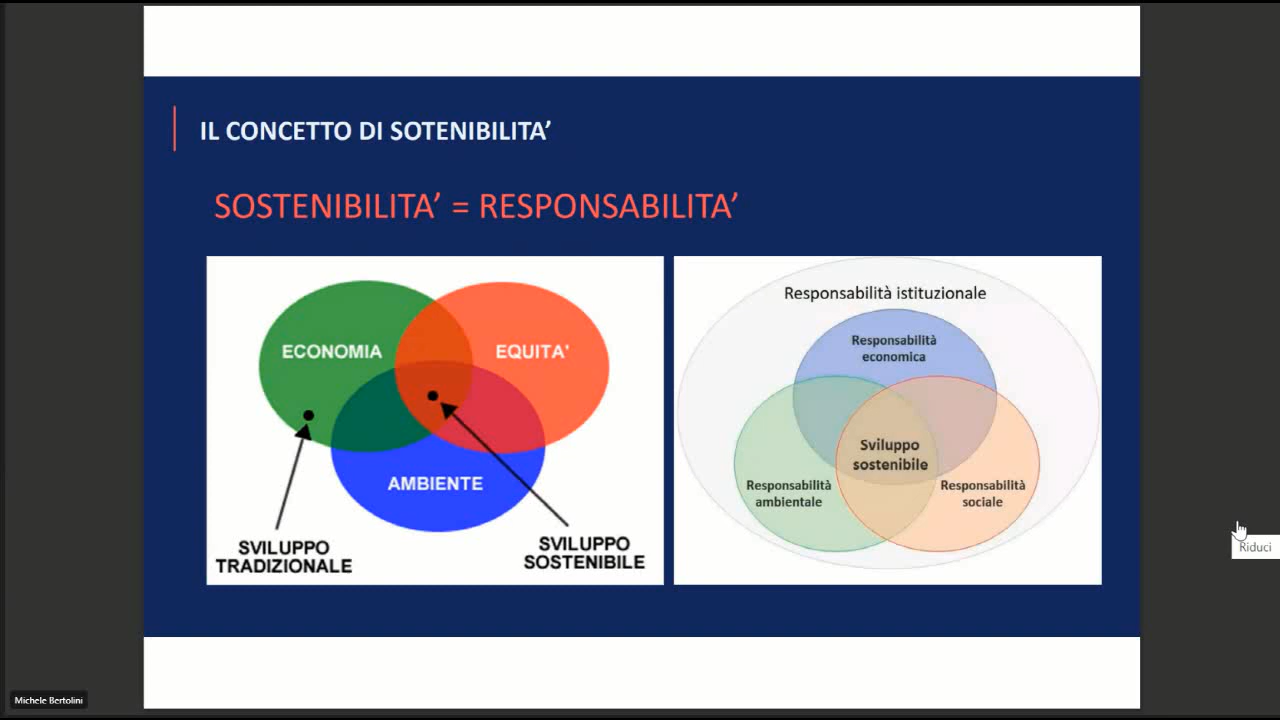 IL CONCETTO DI SOTENIBILITA’
SOSTENIBILITA’ = RESPONSABILITA’
ECONOMIA
EQUITA'
AMBIENTE
SVILUPPO
TRADIZIONALE
SVILUPPO
SOSTENIBILE
Responsabilità istituzionale
Responsabilità
economica
Sviluppo
sostenibile
Responsabilità
ambientale
Responsabilità
sociale
Riduci
Michele Bertolini